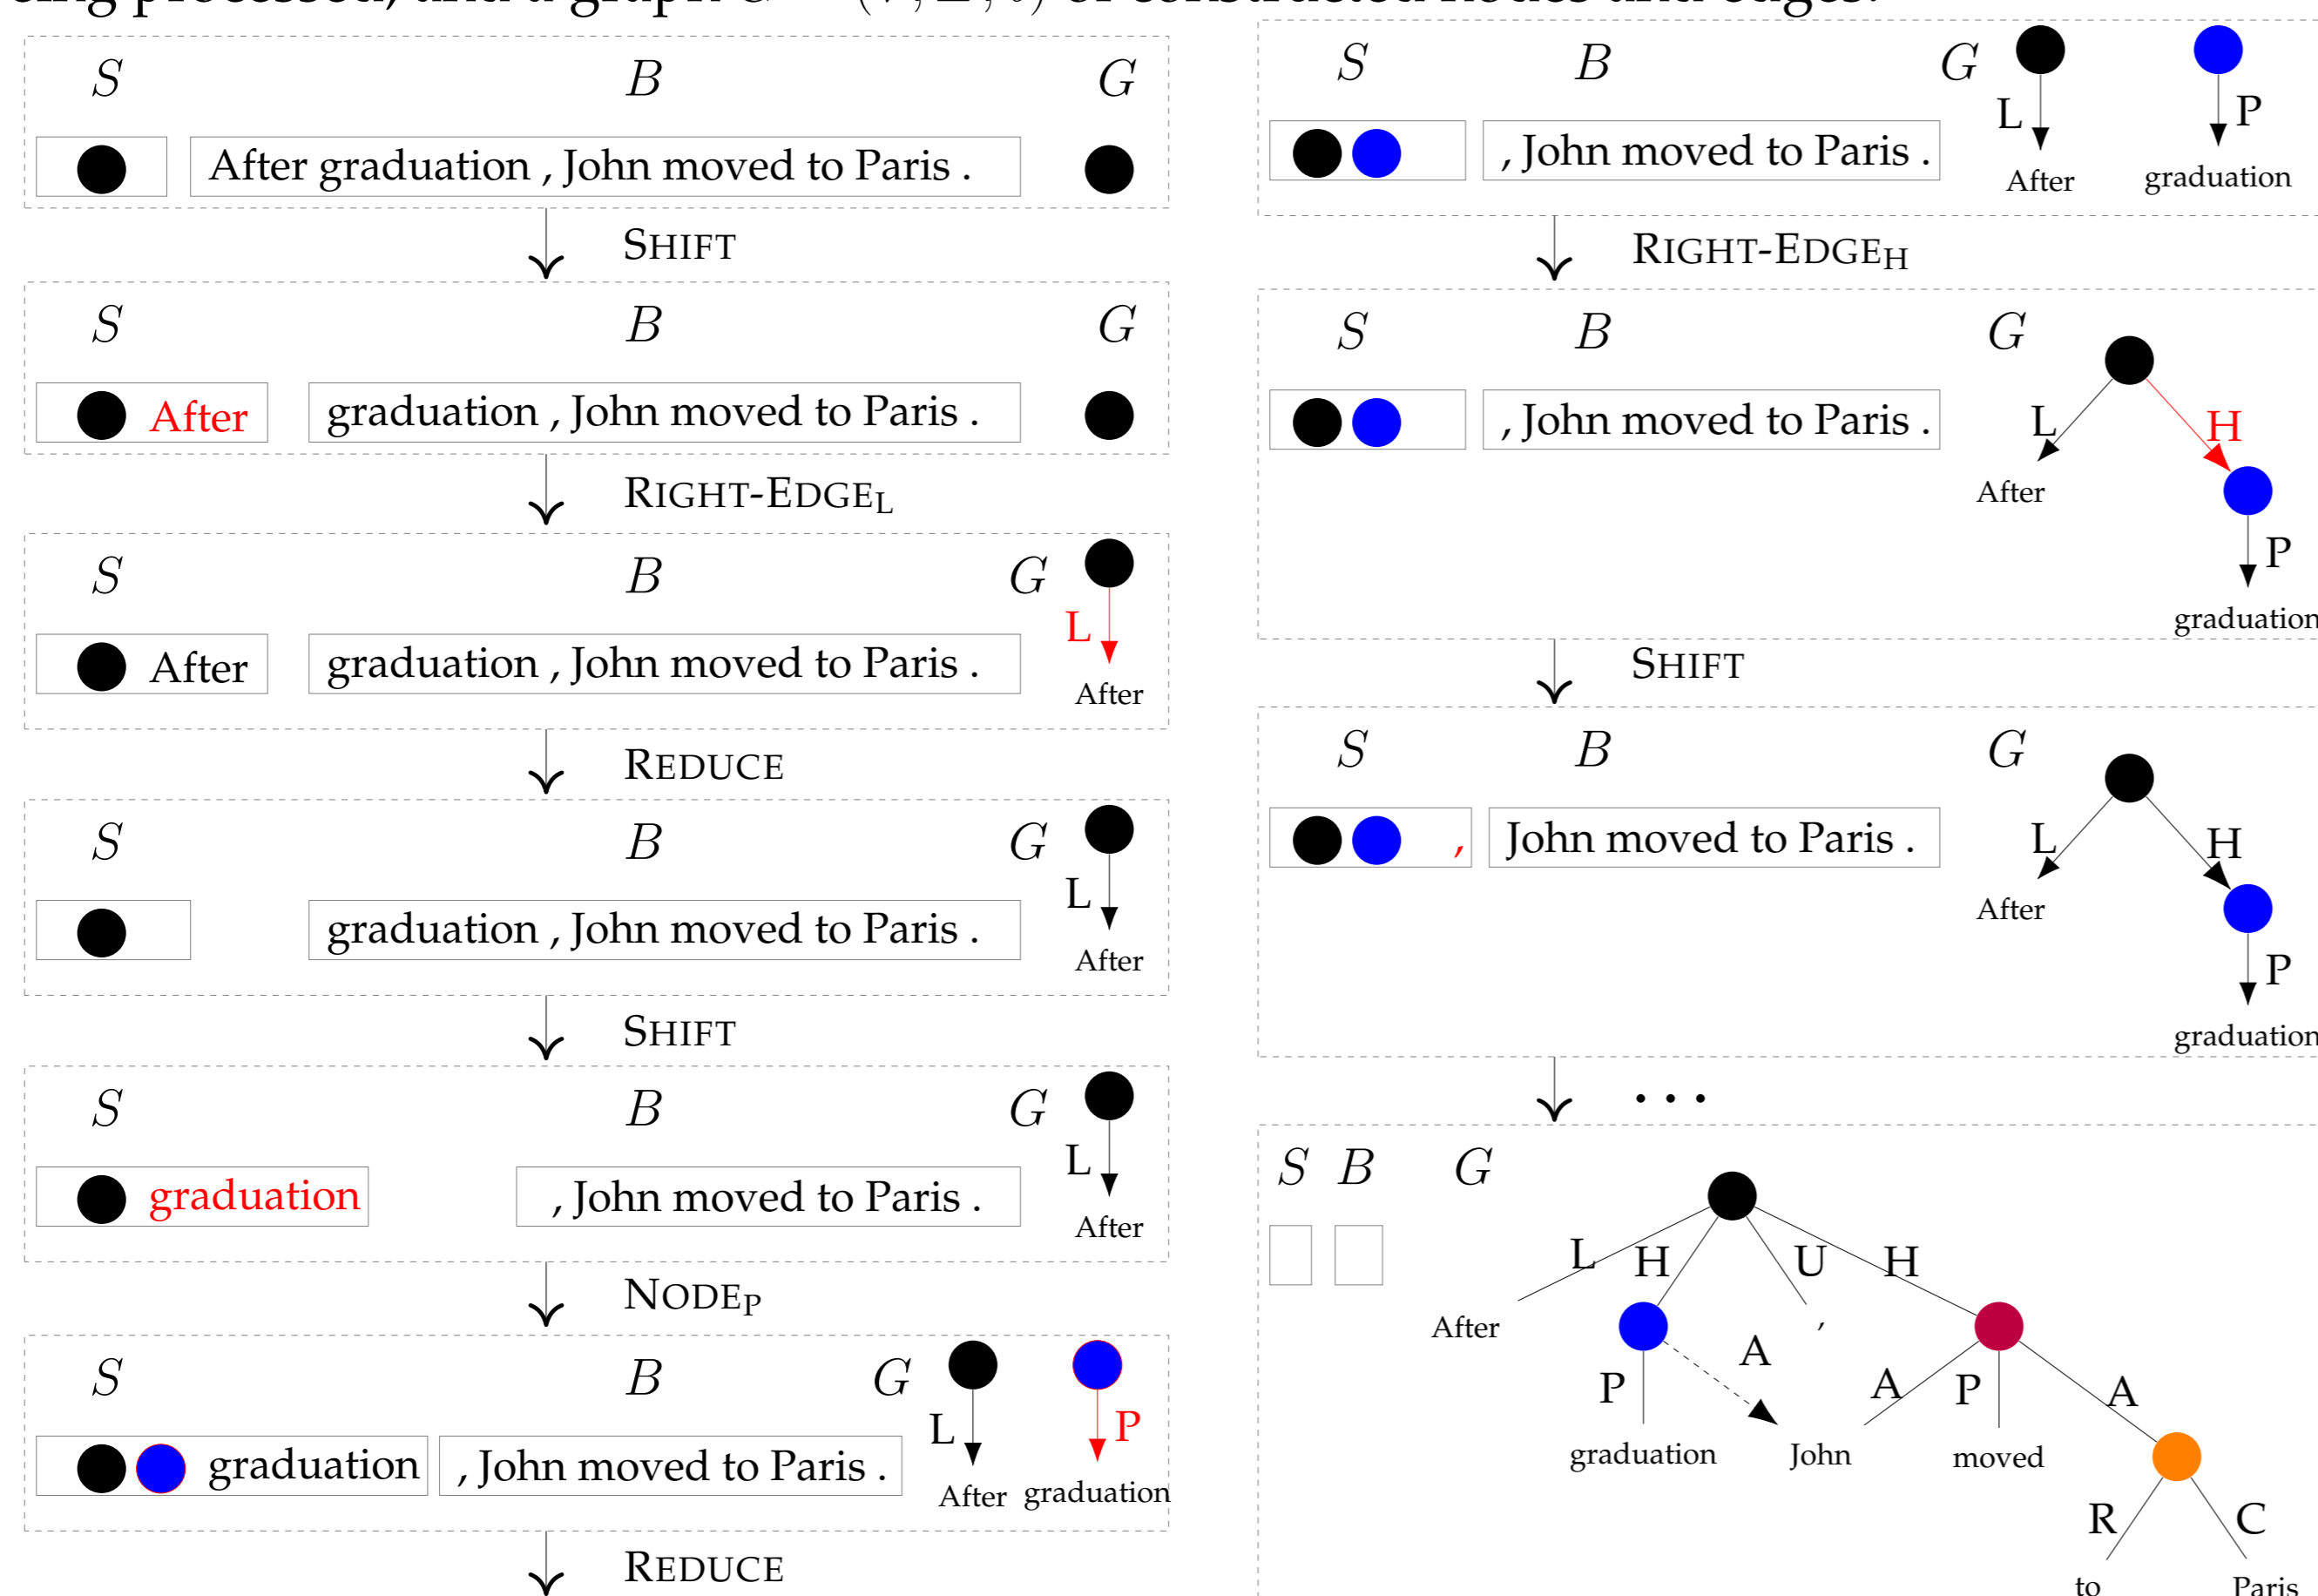 S B G
After graduation , John moved to Paris .
SHIFT
S B G
After graduation , John moved to Paris .
RIGHT-EDGE_L
S B G
L
After graduation , John moved to Paris .
After
REDUCE
S B G
L
graduation , John moved to Paris .
After
SHIFT
S B G
L
graduation , John moved to Paris .
After
NODE_P
S B G
L P
graduation , John moved to Paris .
After graduation
REDUCE
S B G
L P
, John moved to Paris .
After graduation
RIGHT-EDGE_H
S B G
, John moved to Paris .
L H
After
P
graduation
SHIFT
S B G
, John moved to Paris .
L H
After
P
graduation
. . .
S B G
L H U H
After ,
A
P A P A
graduation John moved
R C
to Paris